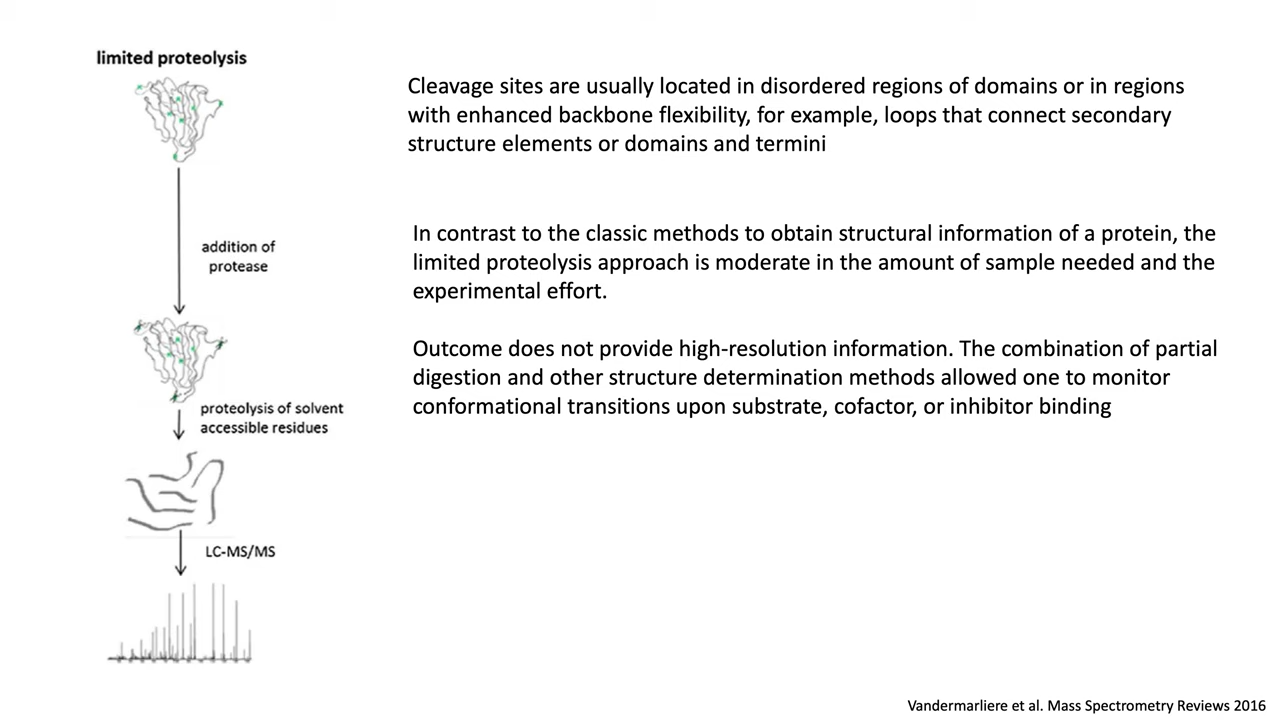 limited proteolysis
addition of
protease
proteolysis of solvent
accessible residues
LC-MS/MS
Cleavage sites are usually located in disordered regions of domains or in regions
with enhanced backbone flexibility, for example, loops that connect secondary
structure elements or domains and termini
In contrast to the classic methods to obtain structural information of a protein, the
limited proteolysis approach is moderate in the amount of sample needed and the
experimental effort.
Outcome does not provide high-resolution information. The combination of partial
digestion and other structure determination methods allowed one to monitor
conformational transitions upon substrate, cofactor, or inhibitor binding
Vandermarliere et al. Mass Spectrometry Reviews 2016